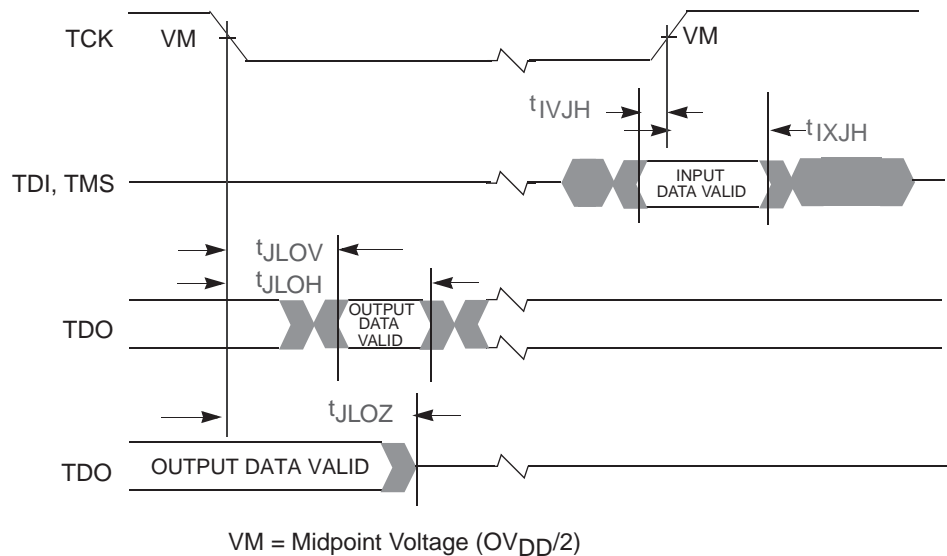 TCK
VM
VM
tIVJH
tIXJH
TDI, TMS
INPUT
DATA VALID
tJLOV
tJLOH
TDO
OUTPUT
DATA
VALID
tJLOZ
TDO
OUTPUT DATA VALID
VM = Midpoint Voltage (OVDD/2)